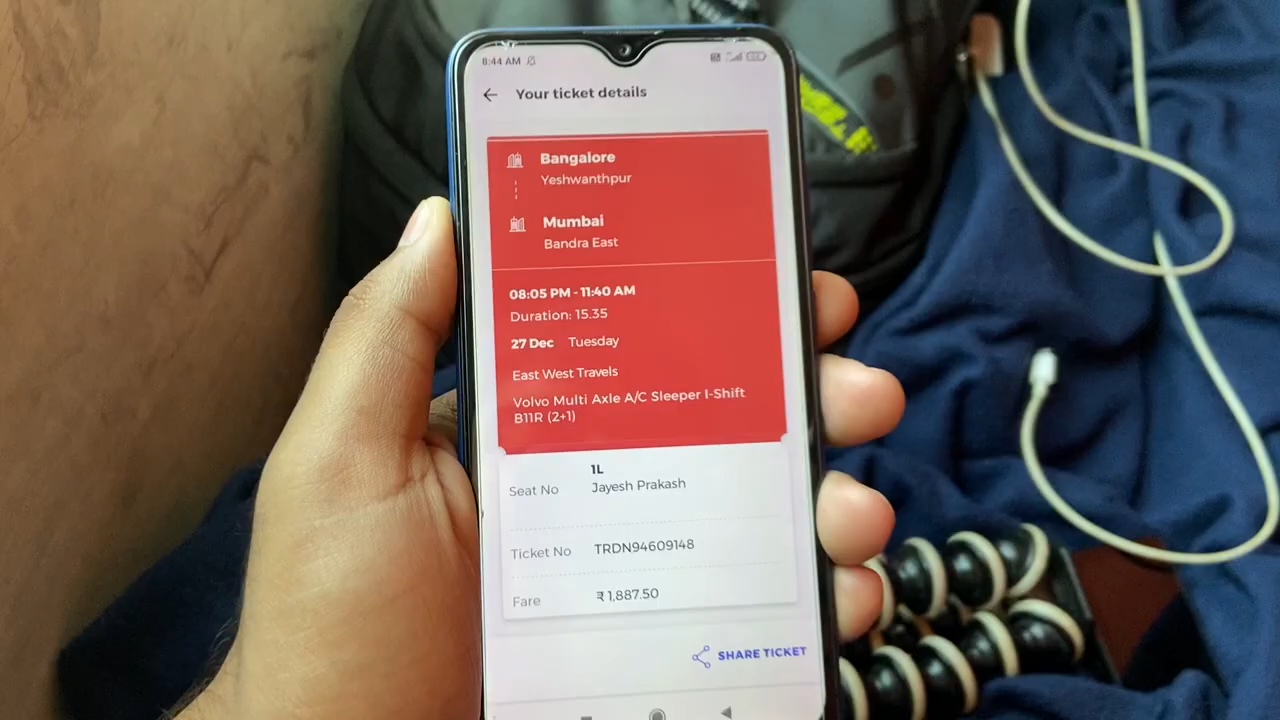 8:44 AM
Your ticket details
Bangalore
Yeshwanthpur
Mumbai
Bandra East
08:05 PM - 11:40 AM
Duration: 15.35
27 Dec Tuesday
East West Travels
Volvo Multi Axle A/C Sleeper I-Shift
B11R (2+1)
1L
Seat No Jayesh Prakash
Ticket No TRDN94609148
Fare ₹ 1,887.50
SHARE TICKET